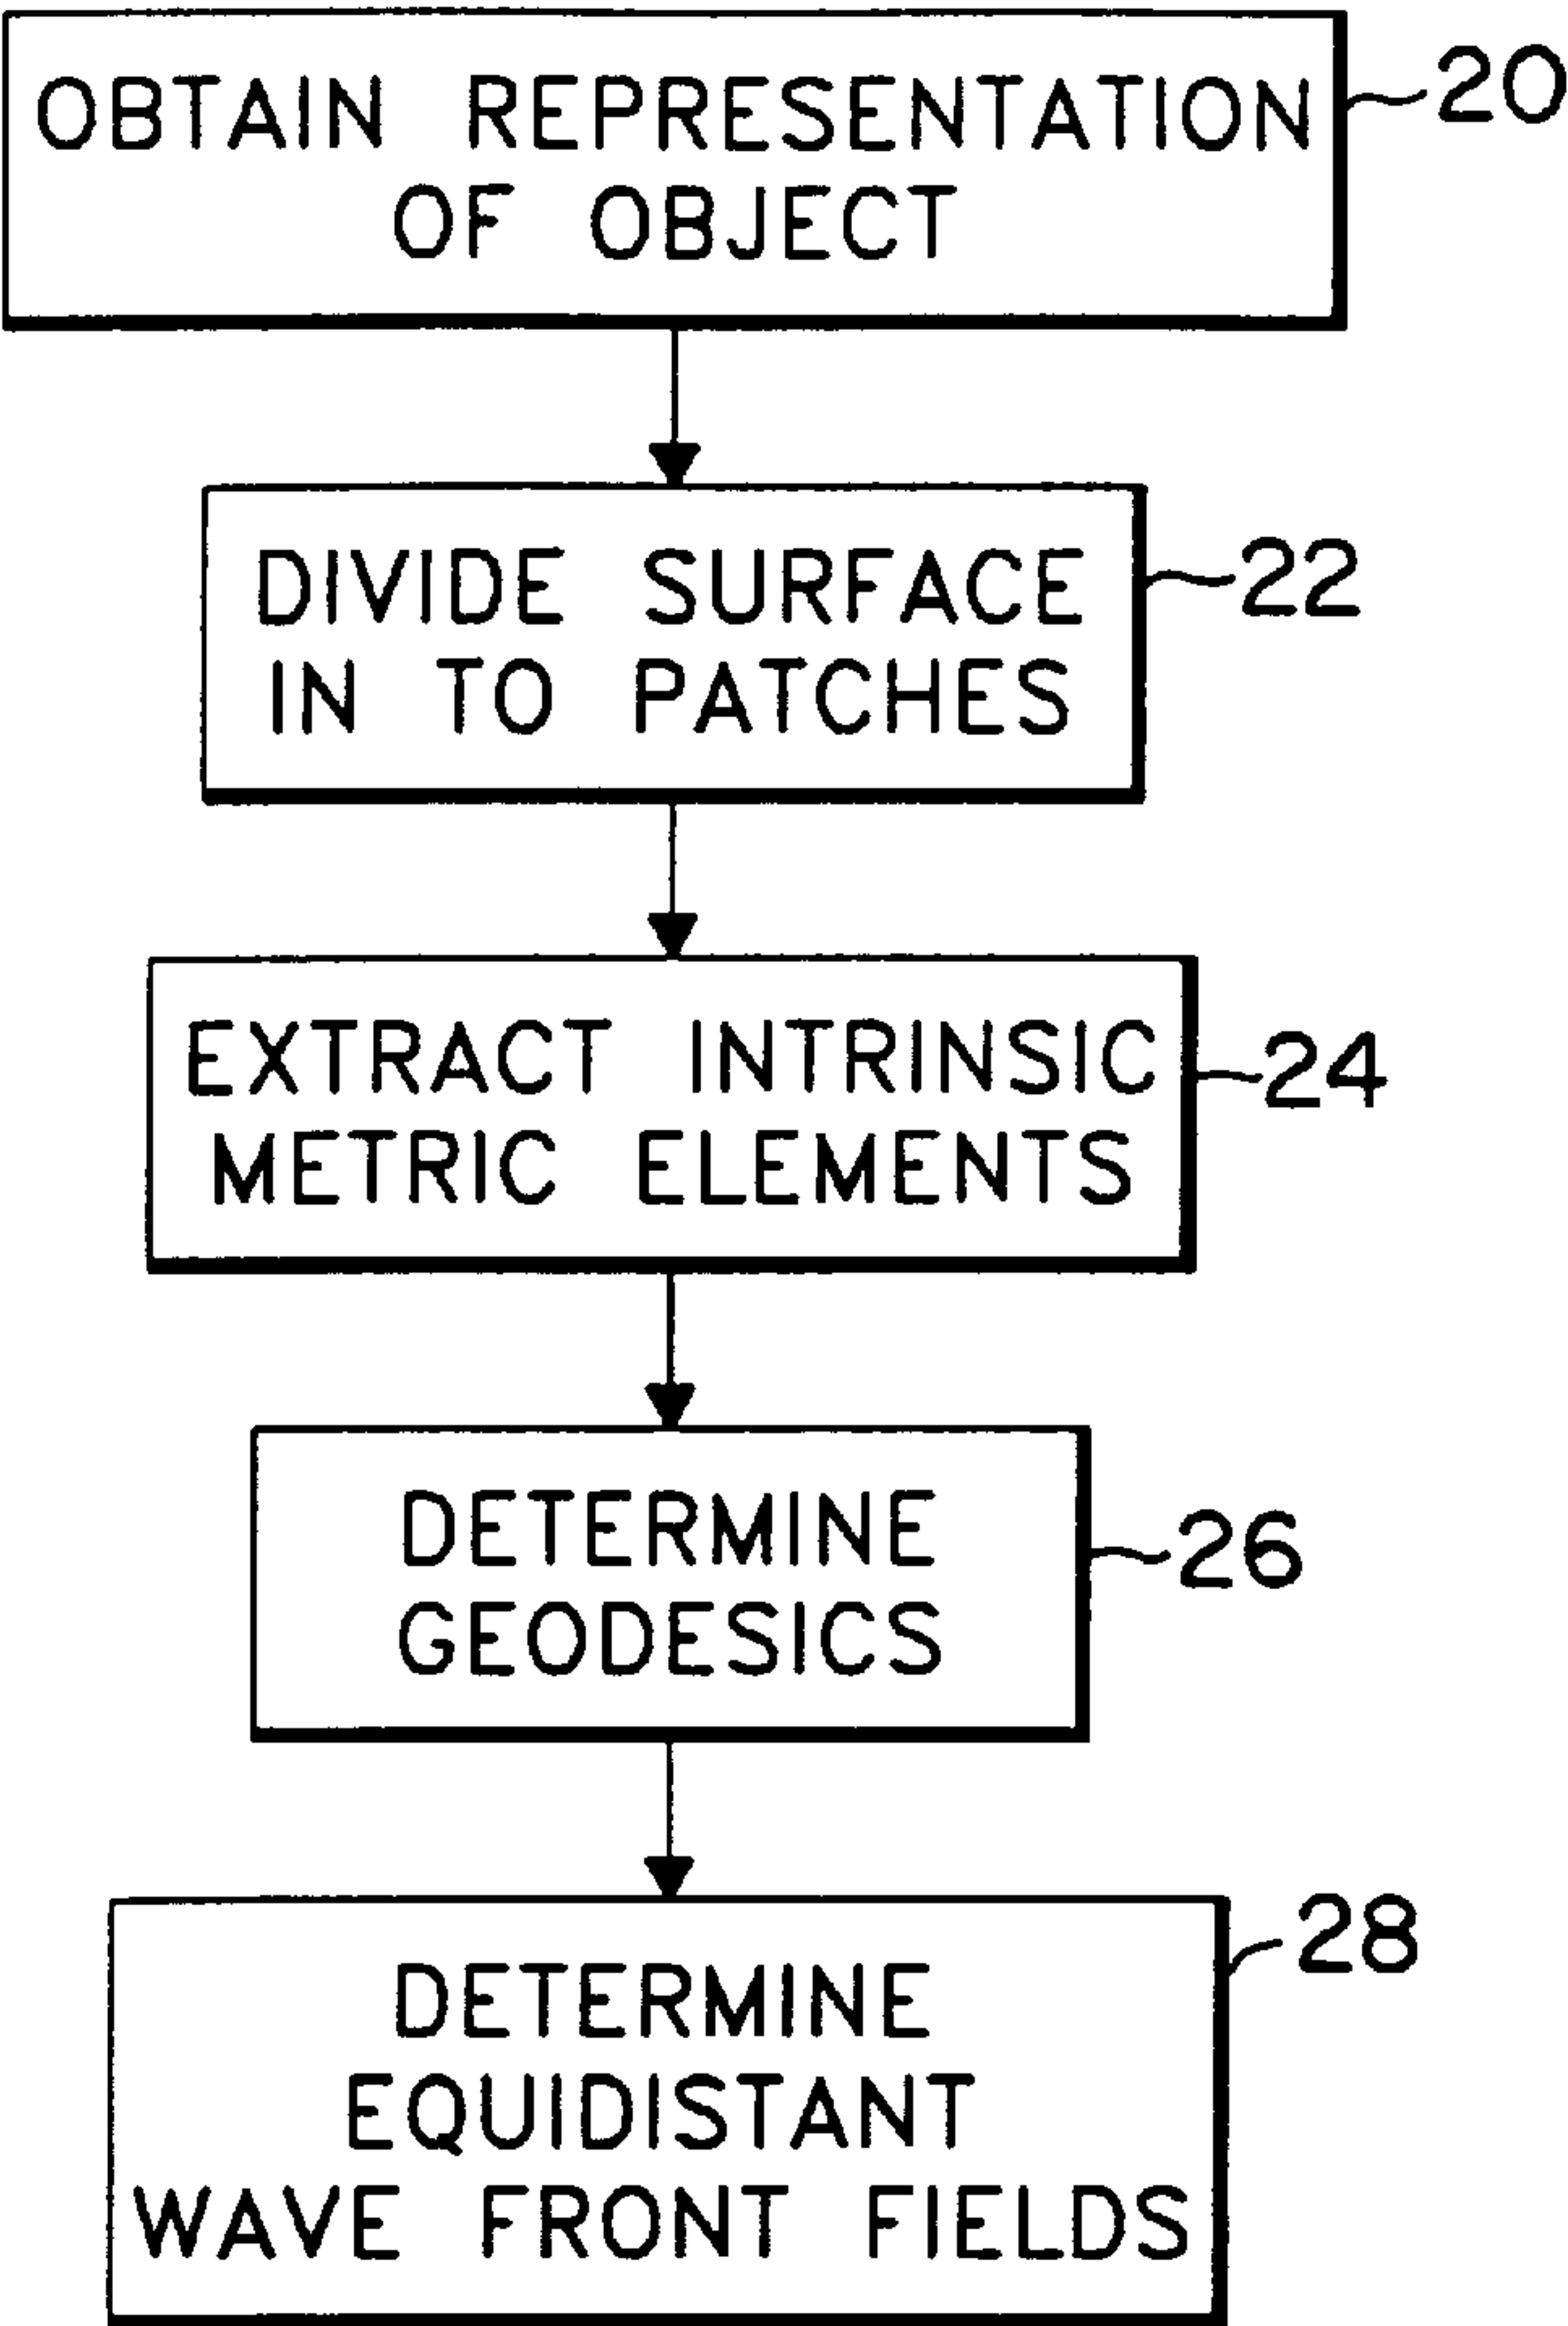 OBTAIN REPRESENTATION
OF OBJECT
20
DIVIDE SURFACE
IN TO PATCHES
22
EXTRACT INTRINSIC
METRIC ELEMENTS
24
DETERMINE
GEODESICS
26
DETERMINE
EQUIDISTANT
WAVE FRONT FIELDS
28